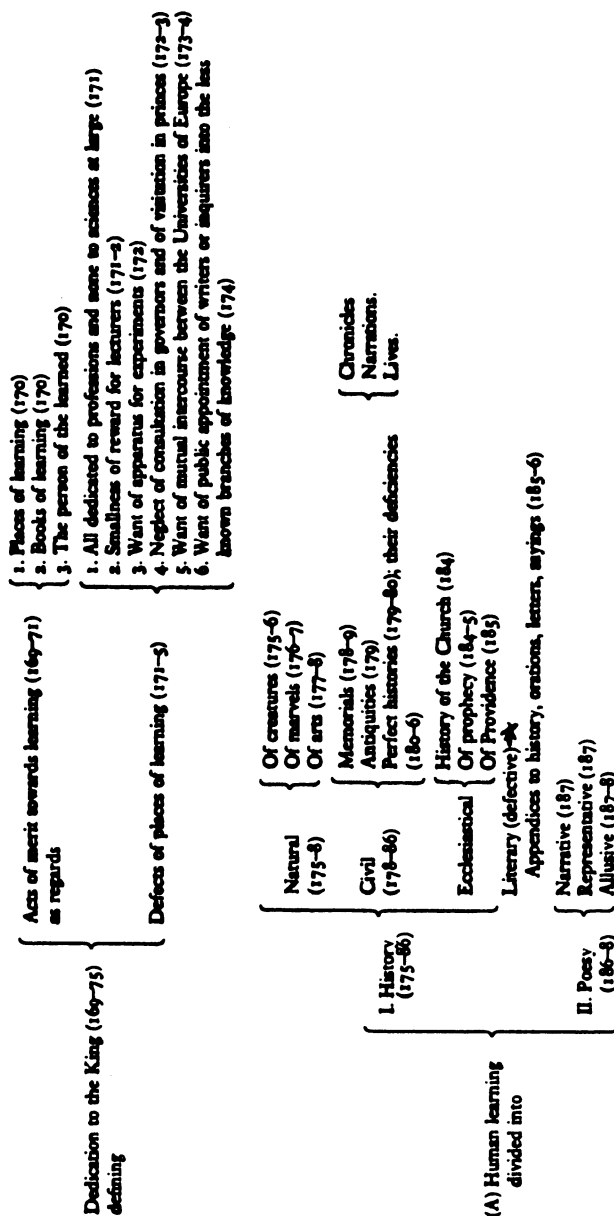 Dedication to the King (169–75)
defining
Acts of merit towards learning (169–71)
as regards
1. Places of learning (170)
2. Books of learning (170)
3. The person of the learned (170)
Defects of places of learning (171–5)
1. All dedicated to professions and none to sciences at large (171)
2. Smallness of reward for lecturers (171–2)
3. Want of apparatus for experiments (172)
4. Neglect of consultation in governors and of visitation in princes (172–3)
5. Want of mutual intercourse between the Universities of Europe (173–4)
6. Want of public appointment of writers or inquirers into the less
known branches of knowledge (174)
(A) Human learning
divided into
I. History
(175–86)
Natural
(175–8)
Of creatures (175–6)
Of marvels (176–7)
Of arts (177–8)
Civil
(178–86)
Memorials (178–9)
Antiquities (179)
Perfect histories (179–80); their deficiencies
(180–6)
Chronicles
Narrations.
Lives.
Ecclesiastical
History of the Church (184)
Of prophecy (184–5)
Of Providence (185)
Literary (defective)
Appendices to history, orations, letters, sayings (185–6)
II. Poesy
(186–8)
Narrative (187)
Representative (187)
Allusive (187–8)